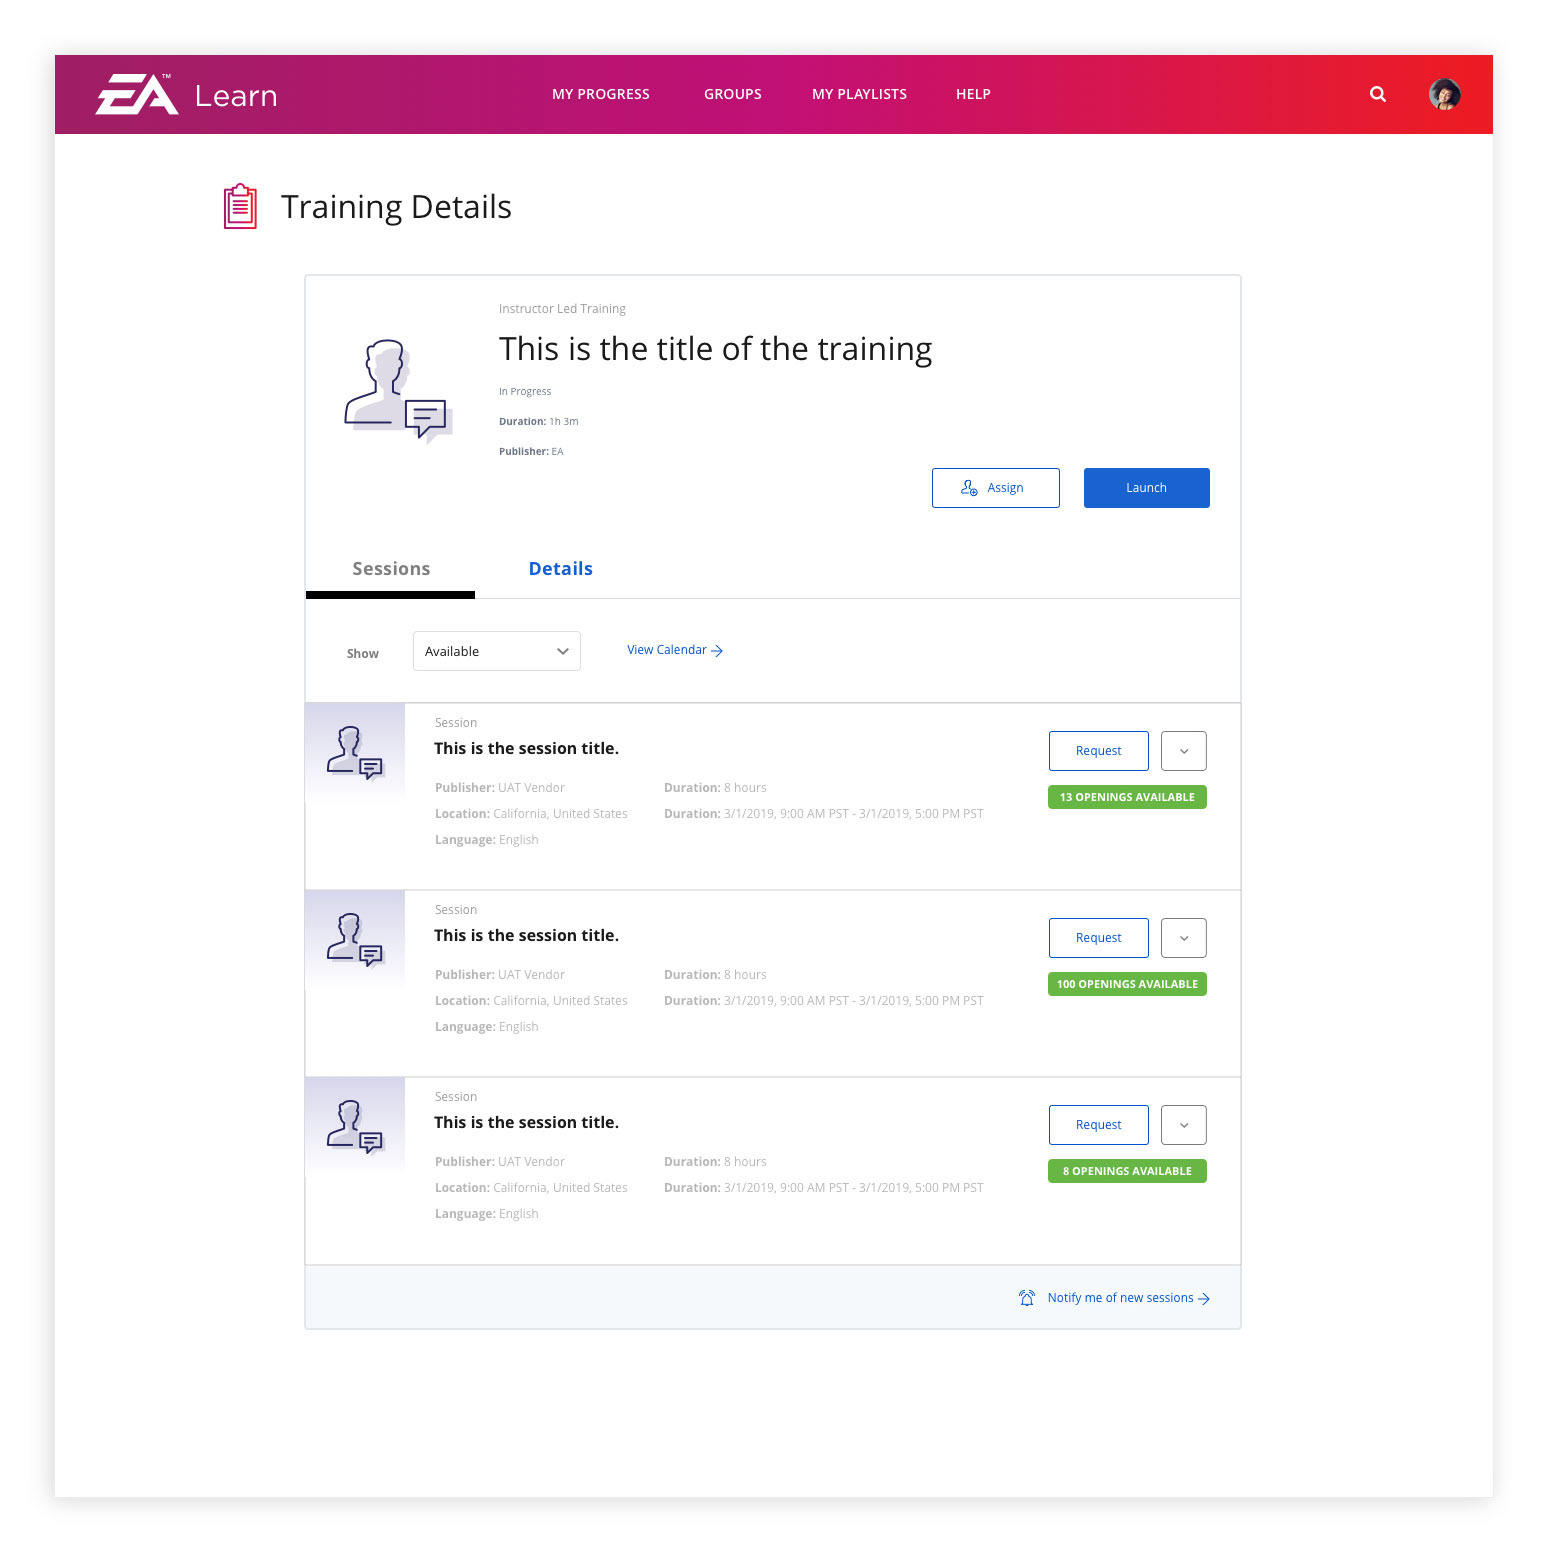 EA™ Learn
MY PROGRESS GROUPS MY PLAYLISTS HELP
Training Details
Instructor Led Training
This is the title of the training
In Progress
Duration: 1h 3m
Publisher: EA
Assign Launch
Sessions Details
Show Available View Calendar
Session
This is the session title.
Request
Publisher: UAT Vendor Duration: 8 hours
13 OPENINGS AVAILABLE
Location: California, United States Duration: 3/1/2019, 9:00 AM PST - 3/1/2019, 5:00 PM PST
Language: English
Session
This is the session title.
Request
Publisher: UAT Vendor Duration: 8 hours
100 OPENINGS AVAILABLE
Location: California, United States Duration: 3/1/2019, 9:00 AM PST - 3/1/2019, 5:00 PM PST
Language: English
Session
This is the session title.
Request
Publisher: UAT Vendor Duration: 8 hours
8 OPENINGS AVAILABLE
Location: California, United States Duration: 3/1/2019, 9:00 AM PST - 3/1/2019, 5:00 PM PST
Language: English
Notify me of new sessions